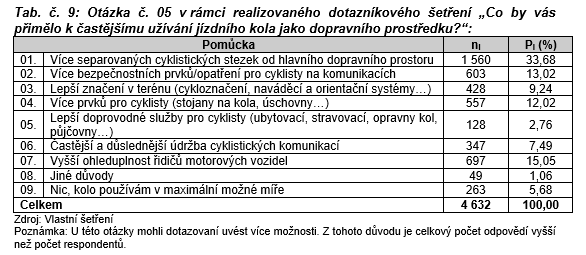 Tab. č. 9: Otázka č. 05 v rámci realizovaného dotazníkového šetření „Co by vás
přimělo k častějšímu užívání jízdního kola jako dopravního prostředku?“:
Pomůcka nᵢ Pᵢ (%)
01. Více separovaných cyklistických stezek od hlavního dopravního prostoru 1 560 33,68
02. Více bezpečnostních prvků/opatření pro cyklisty na komunikacích 603 13,02
03. Lepší značení v terénu (cykloznačení, naváděcí a orientační systémy…) 428 9,24
04. Více prvků pro cyklisty (stojany na kola, úschovny…) 557 12,02
05. Lepší doprovodné služby pro cyklisty (ubytovací, stravovací, opravny kol,
půjčovny…) 128 2,76
06. Častější a důslednější údržba cyklistických komunikací 347 7,49
07. Vyšší ohleduplnost řidičů motorových vozidel 697 15,05
08. Jiné důvody 49 1,06
09. Nic, kolo používám v maximální možné míře 263 5,68
Celkem 4 632 100,00
Zdroj: Vlastní šetření
Poznámka: U této otázky mohli dotazovaní uvést více možností. Z tohoto důvodu je celkový počet odpovědí vyšší
než počet respondentů.